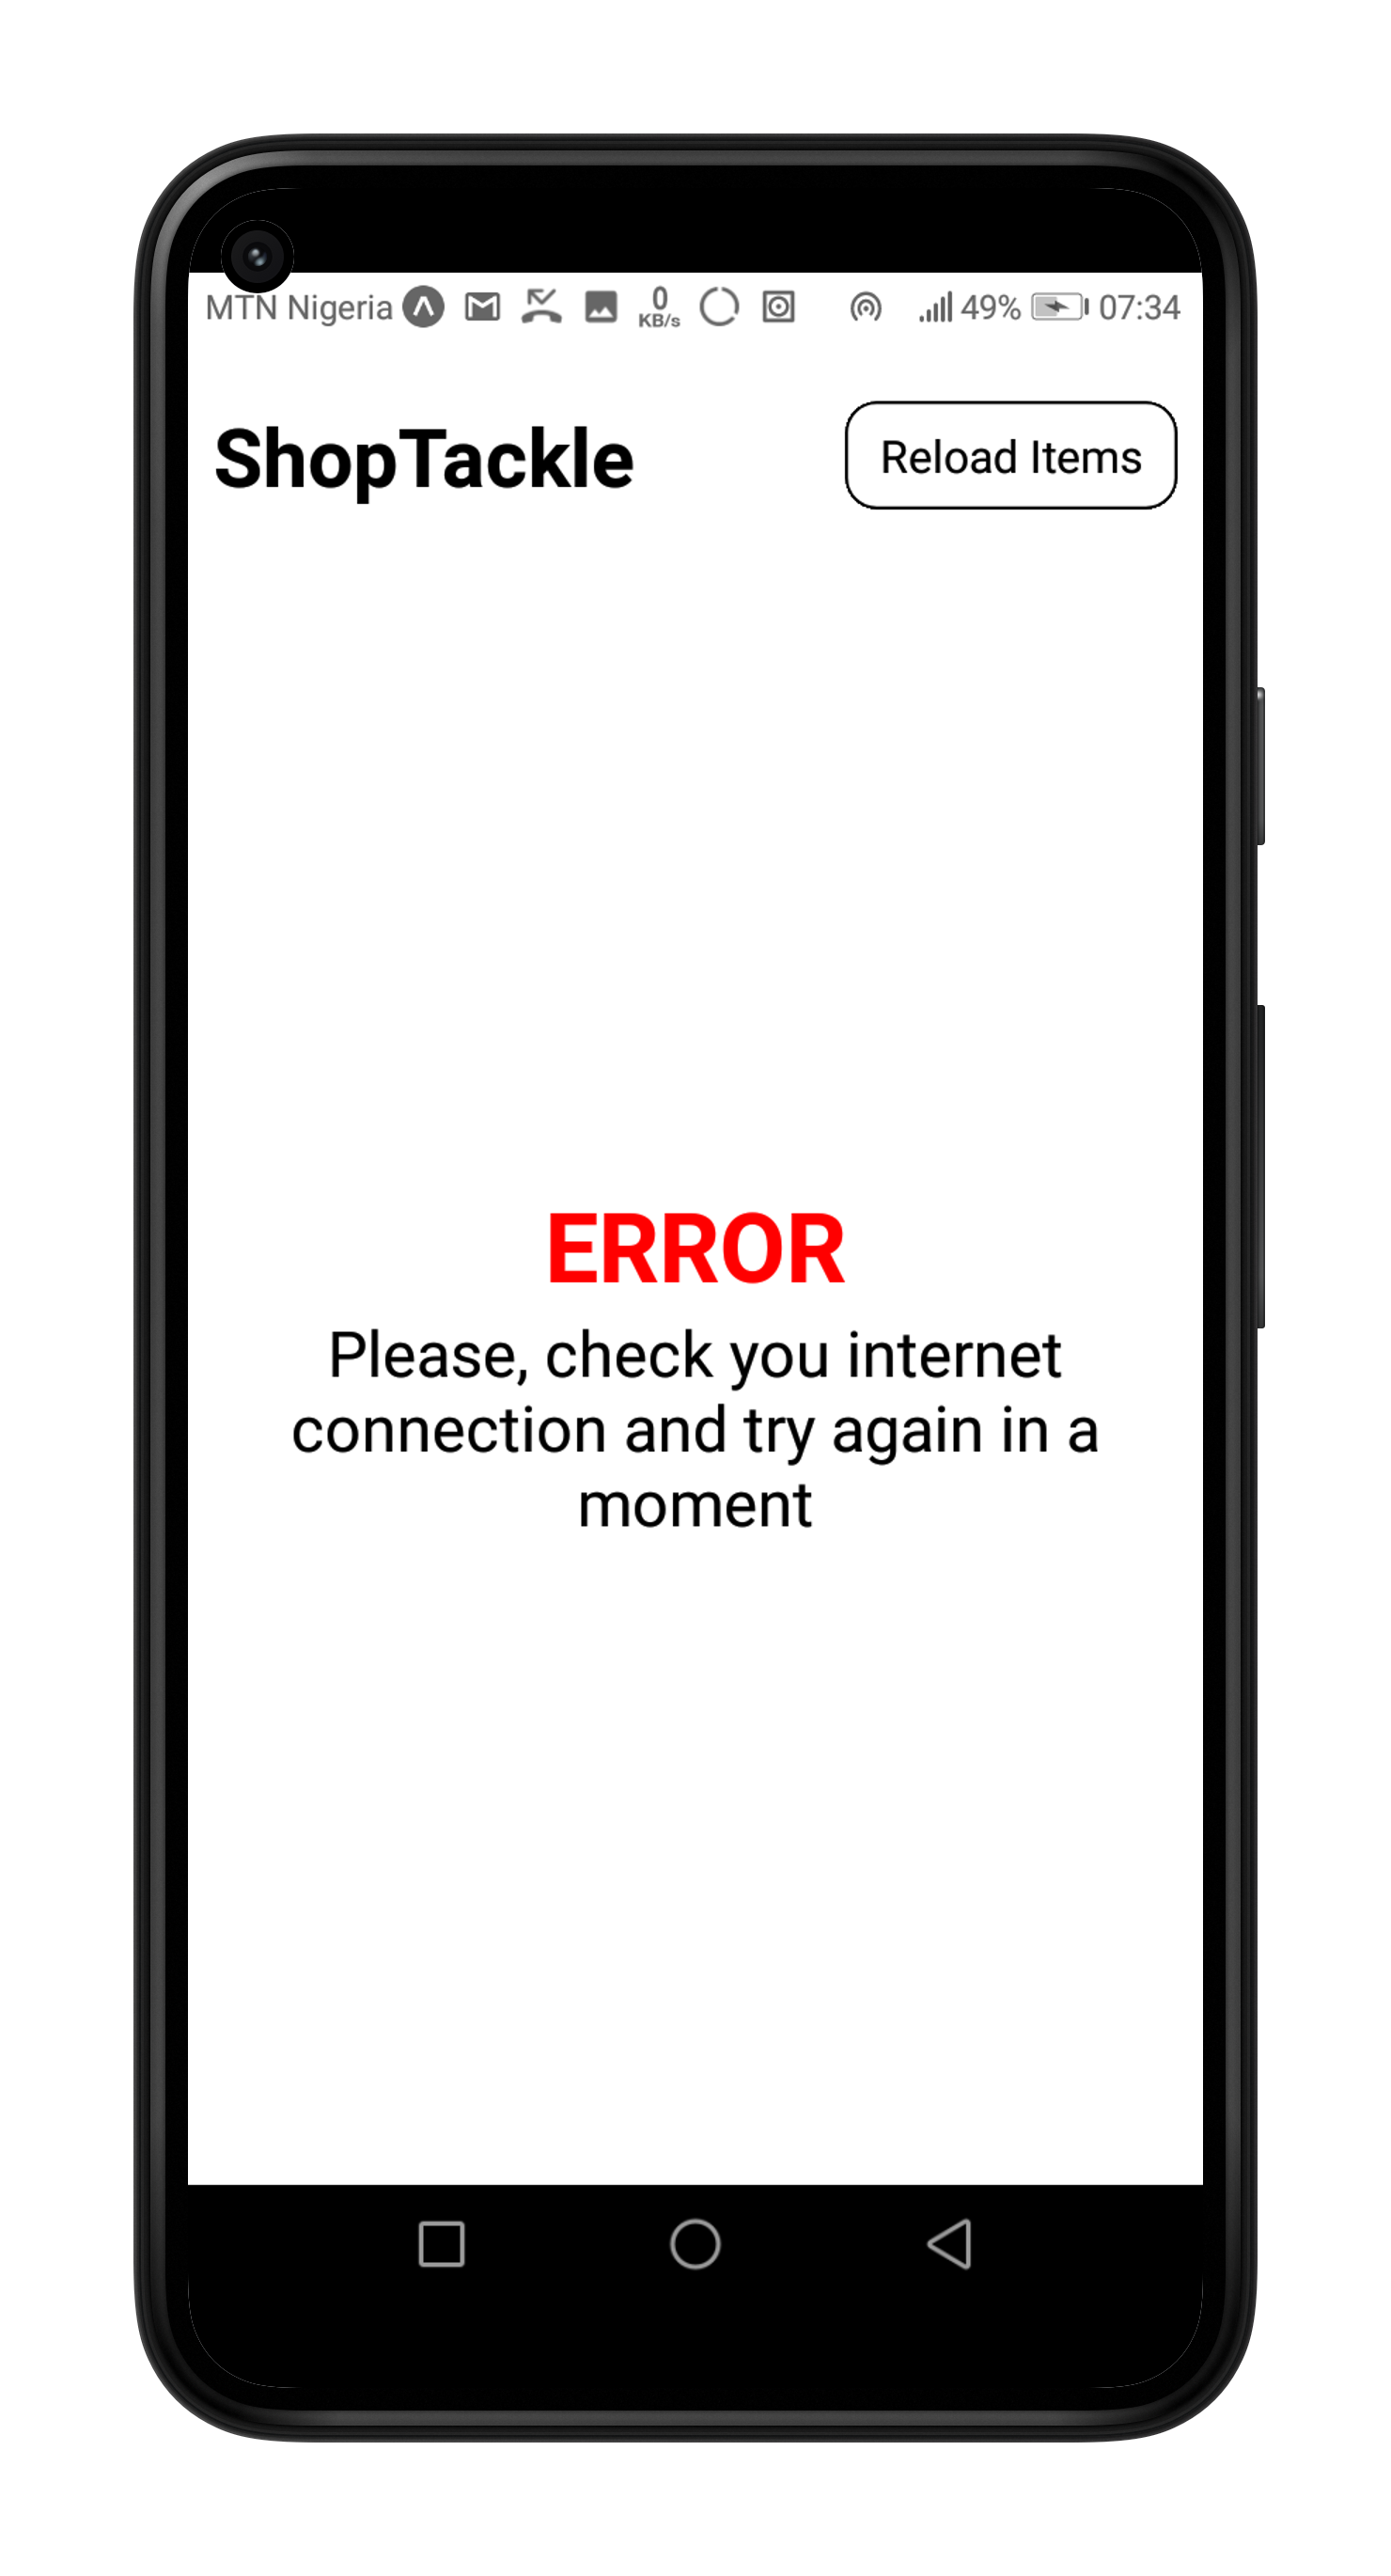 MTN Nigeria 0 KB/s 49% 07:34
ShopTackle
Reload Items
ERROR
Please, check you internet
connection and try again in a
moment